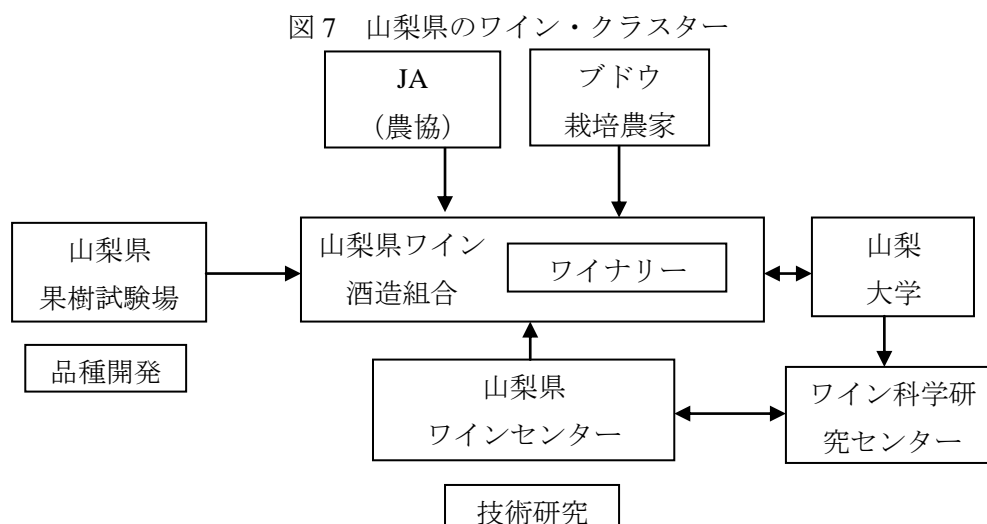 図 7 山梨県のワイン・クラスター
JA
（農協）
ブドウ
栽培農家
山梨県
果樹試験場
山梨県ワイン
酒造組合
ワイナリー
山梨
大学
品種開発
山梨県
ワインセンター
ワイン科学研
究センター
技術研究